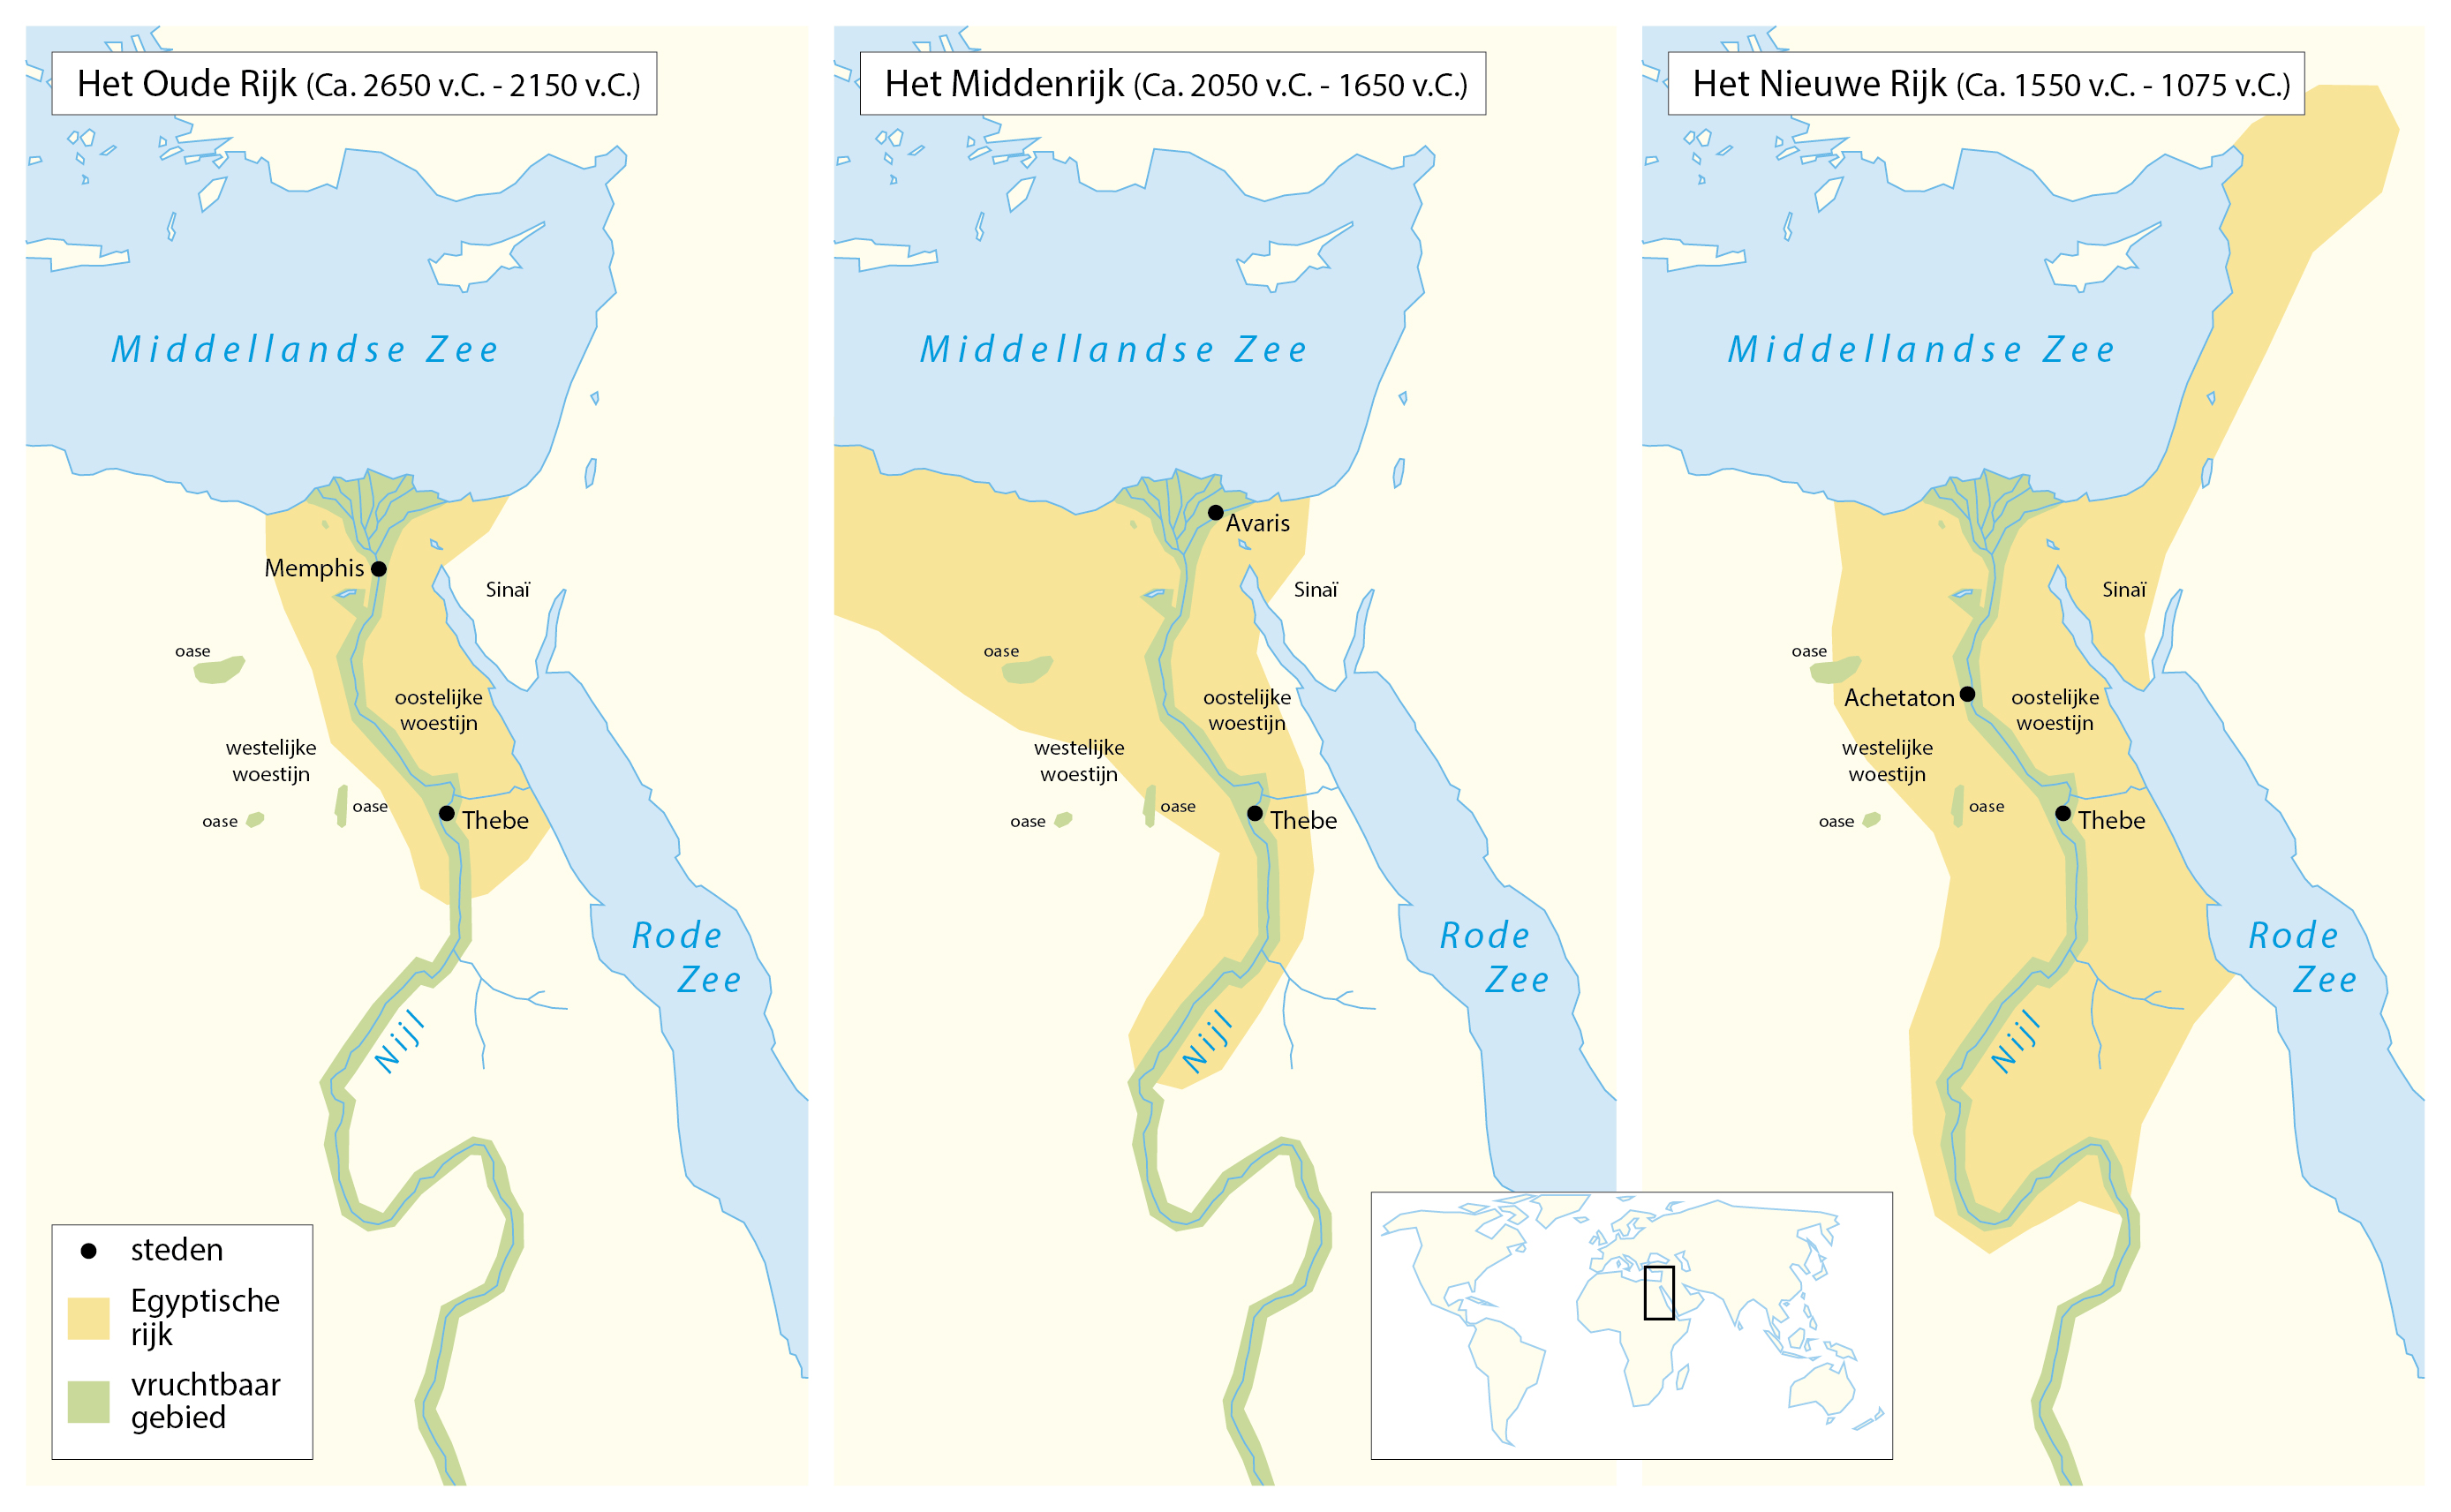 Het Oude Rijk (Ca. 2650 v.C. - 2150 v.C.)
Middellandse Zee
Memphis
Sinaï
oase
oostelijke
woestijn
westelijke
woestijn
oase
oase
Thebe
Rode
Zee
Nijl
steden
Egyptische
rijk
vruchtbaar
gebied
Het Middenrijk (Ca. 2050 v.C. - 1650 v.C.)
Middellandse Zee
Avaris
Sinaï
oase
oostelijke
woestijn
westelijke
woestijn
oase
oase
Thebe
Rode
Zee
Nijl
Het Nieuwe Rijk (Ca. 1550 v.C. - 1075 v.C.)
Middellandse Zee
Sinaï
oase
Achetaton
oostelijke
woestijn
westelijke
woestijn
oase
oase
Thebe
Rode
Zee
Nijl